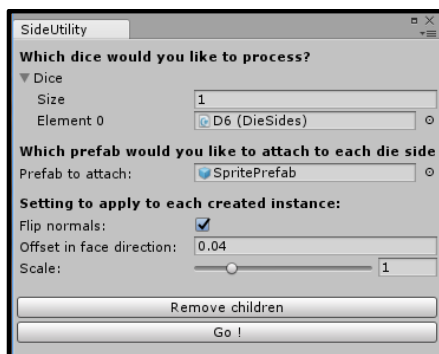 SideUtility
Which dice would you like to process?
Dice
Size 1
Element 0 D6 (DieSides)
Which prefab would you like to attach to each die side
Prefab to attach: SpritePrefab
Setting to apply to each created instance:
Flip normals:
Offset in face direction: 0.04
Scale: 1
Remove children
Go !